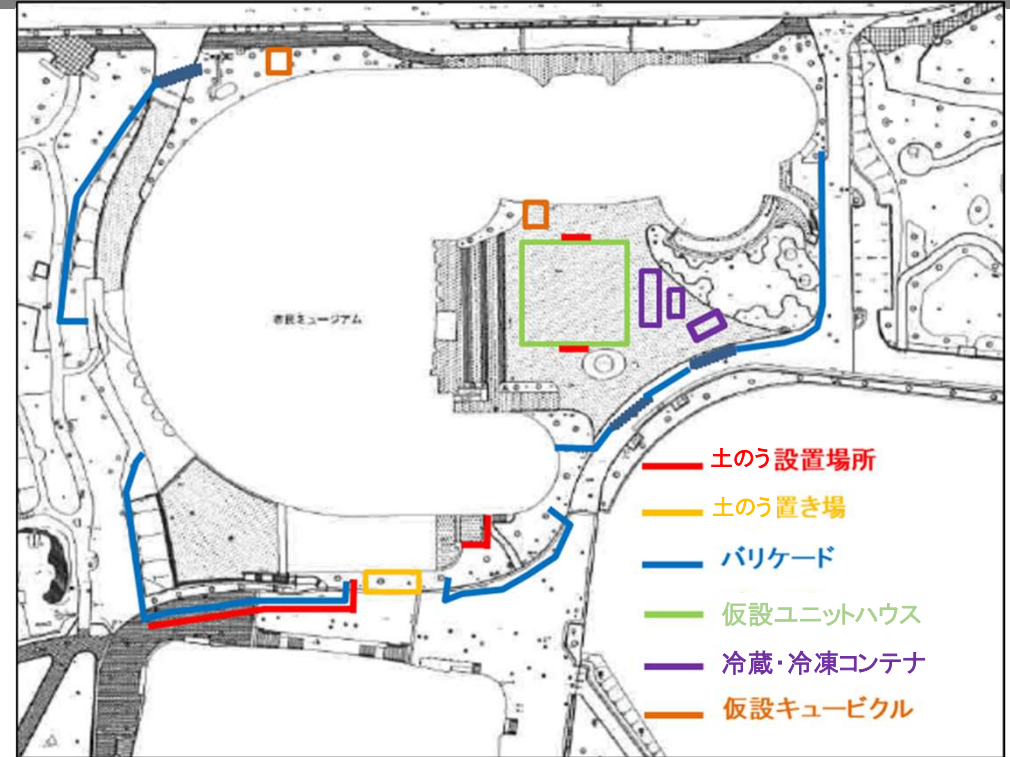 市民ミュージアム
土のう設置場所
土のう置き場
バリケード
仮設ユニットハウス
冷蔵・冷凍コンテナ
仮設キュービクル